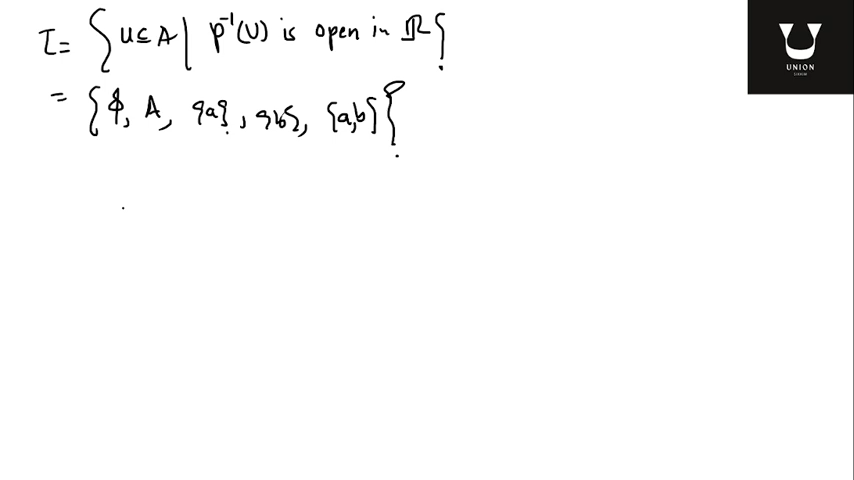 τ = {U ⊆ A | p⁻¹(U) is open in ℝ}.
= {ϕ, A, {a}, {b}, {a,b}}.
UNION